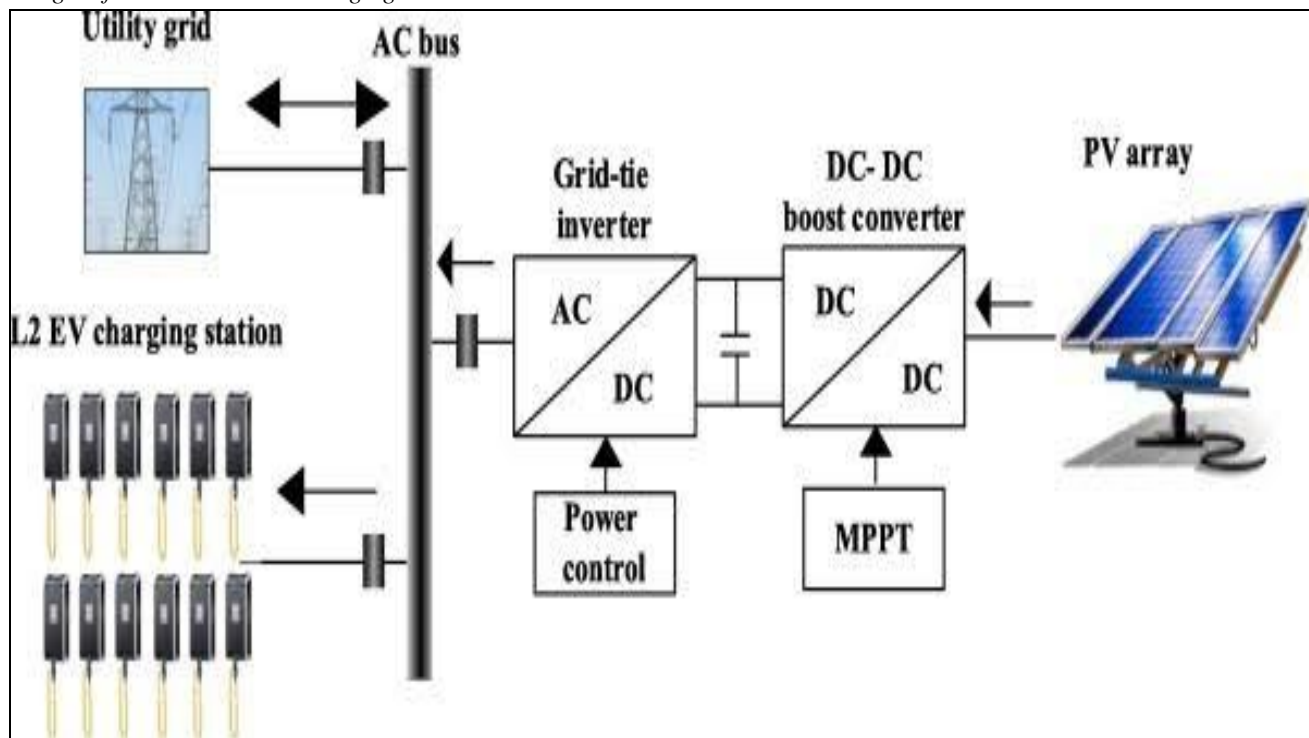 Utility grid
AC bus
PV array
Grid-tie
inverter
DC- DC
boost converter
AC
DC
DC
DC
L2 EV charging station
Power
control
MPPT